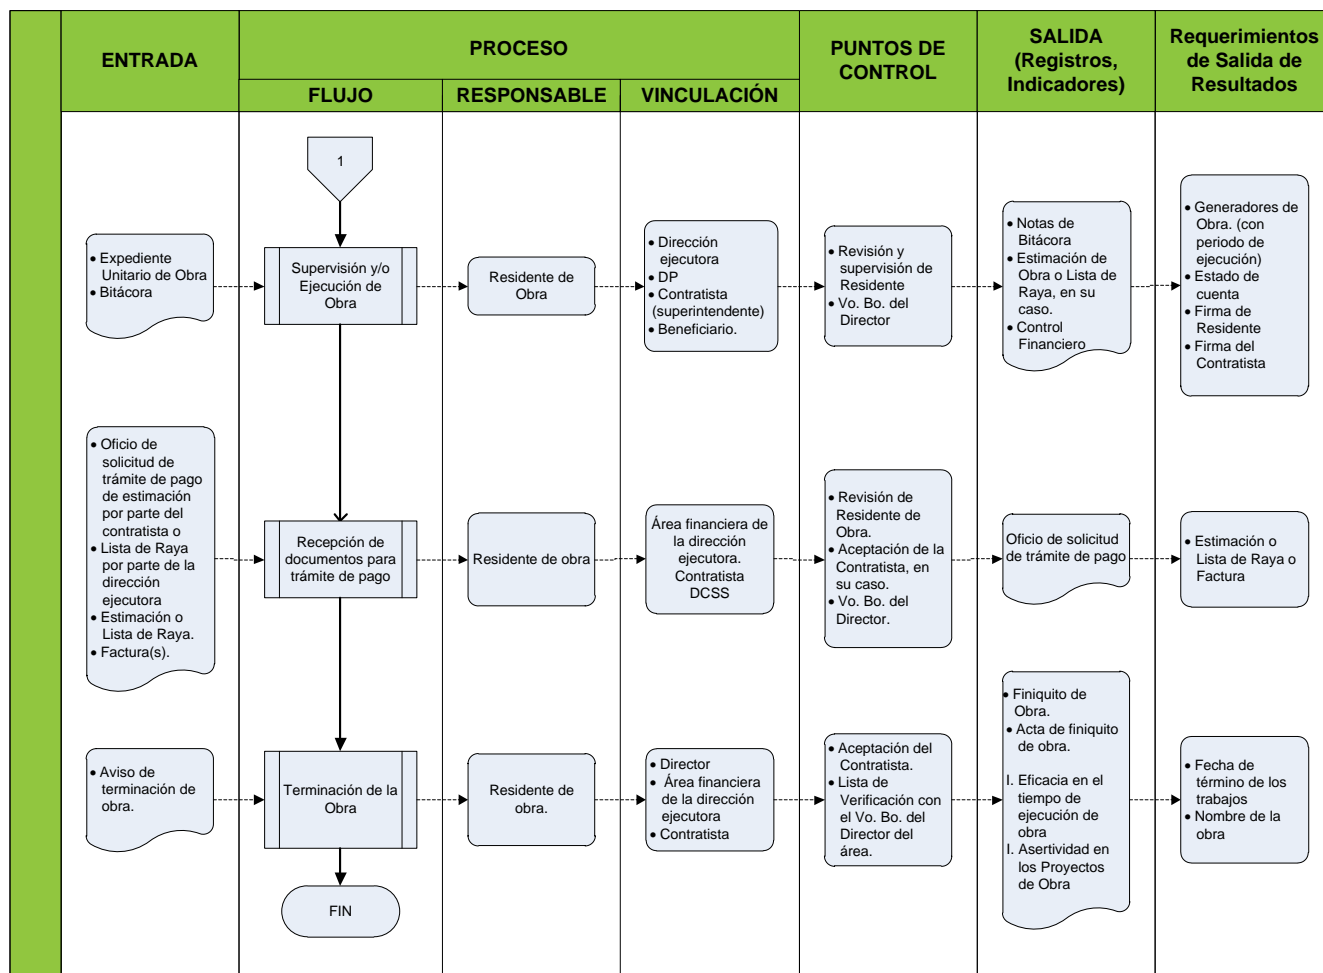 ENTRADA
PROCESO
PUNTOS DE
CONTROL
SALIDA
(Registros,
Indicadores)
Requerimientos
de Salida de
Resultados
FLUJO
RESPONSABLE
VINCULACIÓN
1
• Expediente
Unitario de Obra
• Bitácora
Supervisión y/o
Ejecución de
Obra
Residente de
Obra
• Dirección
ejecutora
• DP
• Contratista
(superintendente)
• Beneficiario.
• Revisión y
supervisión de
Residente
• Vo. Bo. del
Director
• Notas de
Bitácora
• Estimación de
Obra o Lista de
Raya, en su
caso.
• Control
Financiero
• Generadores de
Obra. (con
periodo de
ejecución)
• Estado de
cuenta
• Firma de
Residente
• Firma del
Contratista
• Oficio de
solicitud de
trámite de pago
de estimación
por parte del
contratista o
• Lista de Raya
por parte de la
dirección
ejecutora
• Estimación o
Lista de Raya.
• Factura(s).
Recepción de
documentos para
trámite de pago
Residente de obra
Área financiera de
la dirección
ejecutora.
Contratista
DCSS
• Revisión de
Residente de
Obra.
• Aceptación de la
Contratista, en
su caso.
• Vo. Bo. del
Director.
Oficio de solicitud
de trámite de pago
• Estimación o
Lista de Raya o
Factura
• Aviso de
terminación de
obra.
Terminación de la
Obra
Residente de
obra.
• Director
• Área financiera
de la dirección
ejecutora
• Contratista
• Aceptación del
Contratista.
• Lista de
Verificación con
el Vo. Bo. del
Director del
área.
• Finiquito de
Obra.
• Acta de finiquito
de obra.
I. Eficacia en el
tiempo de
ejecución de
obra
I. Asertividad en
los Proyectos
de Obra
• Fecha de
término de los
trabajos
• Nombre de la
obra
FIN